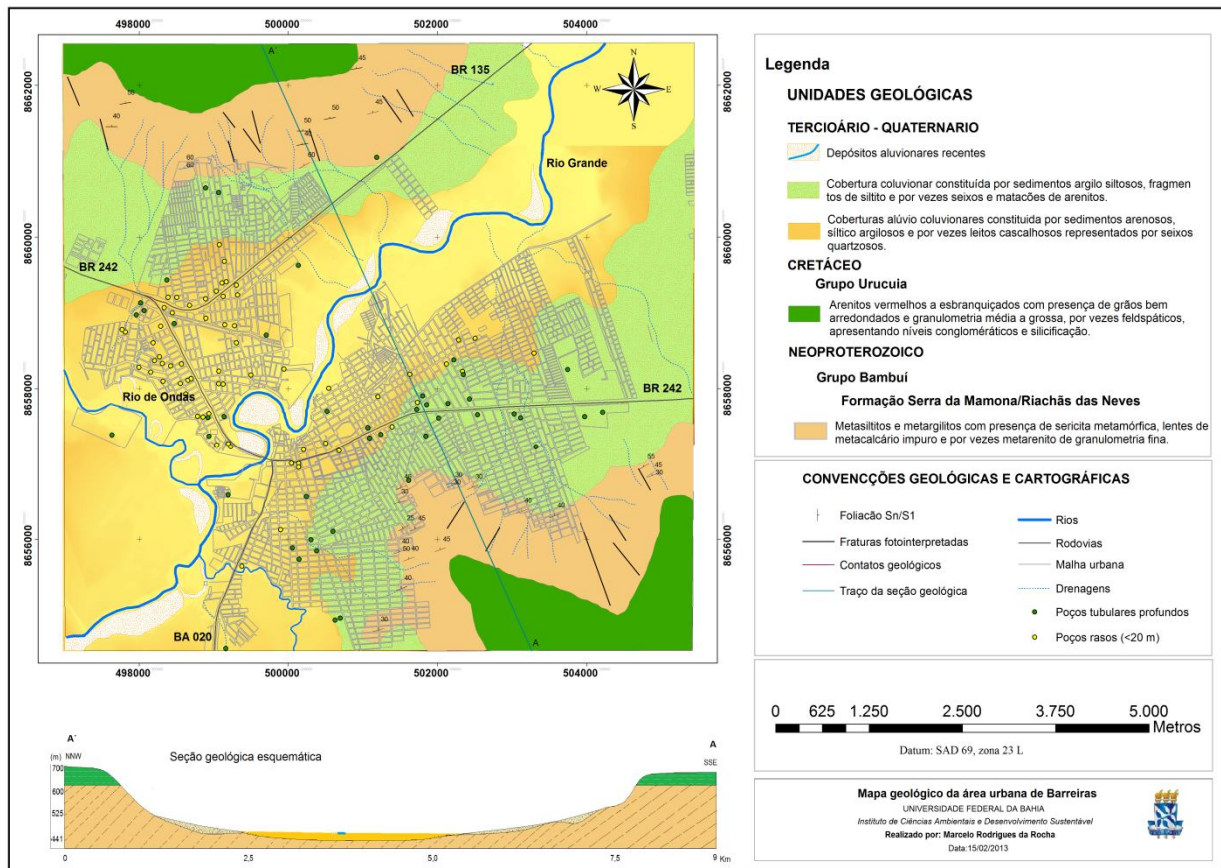 498000 500000 502000 504000
8662000
8660000
8658000
8656000
A´
BR 135
N
W E
S
Rio Grande
BR 242
Rio de Ondas
BR 242
BA 020
A
8662000
8660000
8658000
8656000
498000 500000 502000 504000
Legenda
UNIDADES GEOLÓGICAS
TERCIOÁRIO - QUATERNARIO
Depósitos aluvionares recentes
Cobertura coluvionar constituída por sedimentos argilo siltosos, fragmen
tos de siltito e por vezes seixos e matacões de arenitos.
Coberturas alúvio coluvionares constituida por sedimentos arenosos,
síltico argilosos e por vezes leitos cascalhosos representados por seixos
quartzosos.
CRETÁCEO
Grupo Urucuia
Arenitos vermelhos a esbranquiçados com presença de grãos bem
arredondados e granulometria média a grossa, por vezes feldspáticos,
apresentando níveis conglomeráticos e silicificação.
NEOPROTEROZOICO
Grupo Bambuí
Formação Serra da Mamona/Riachãs das Neves
Metasiltitos e metargilitos com presença de sericita metamórfica, lentes de
metacalcário impuro e por vezes metarenito de granulometria fina.
CONVENCÇÕES GEOLÓGICAS E CARTOGRÁFICAS
Foliacão Sn/S1
Fraturas fotointerpretadas
Contatos geológicos
Traço da seção geológica
Rios
Rodovias
Malha urbana
Drenagens
Poços tubulares profundos
Poços rasos (<20 m)
0 625 1.250 2.500 3.750 5.000
Metros
Datum: SAD 69, zona 23 L
Mapa geológico da área urbana de Barreiras
UNIVERSIDADE FEDERAL DA BAHIA
Instituto de Ciências Ambientais e Desenvolvimento Sustentável
Realizado por: Marcelo Rodrigues da Rocha
Data:15/02/2013
A´ A
(m) NNW Seção geológica esquemática SSE
700
600
525
441
0 2,5 5,0 7,5 9 Km